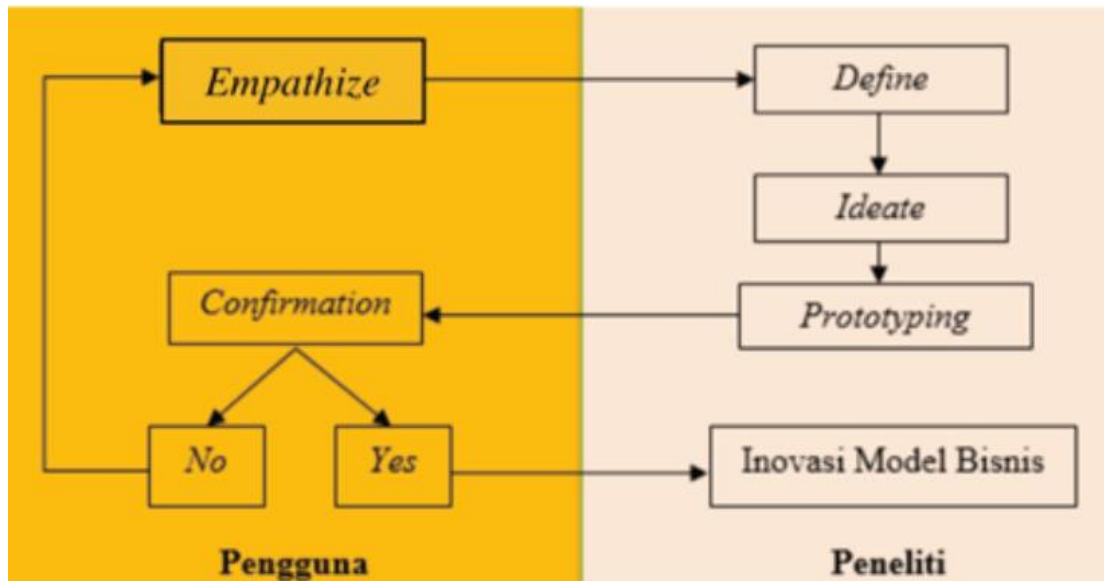 Empathize
Define
Ideate
Confirmation
Prototyping
No
Yes
Inovasi Model Bisnis
Pengguna
Peneliti